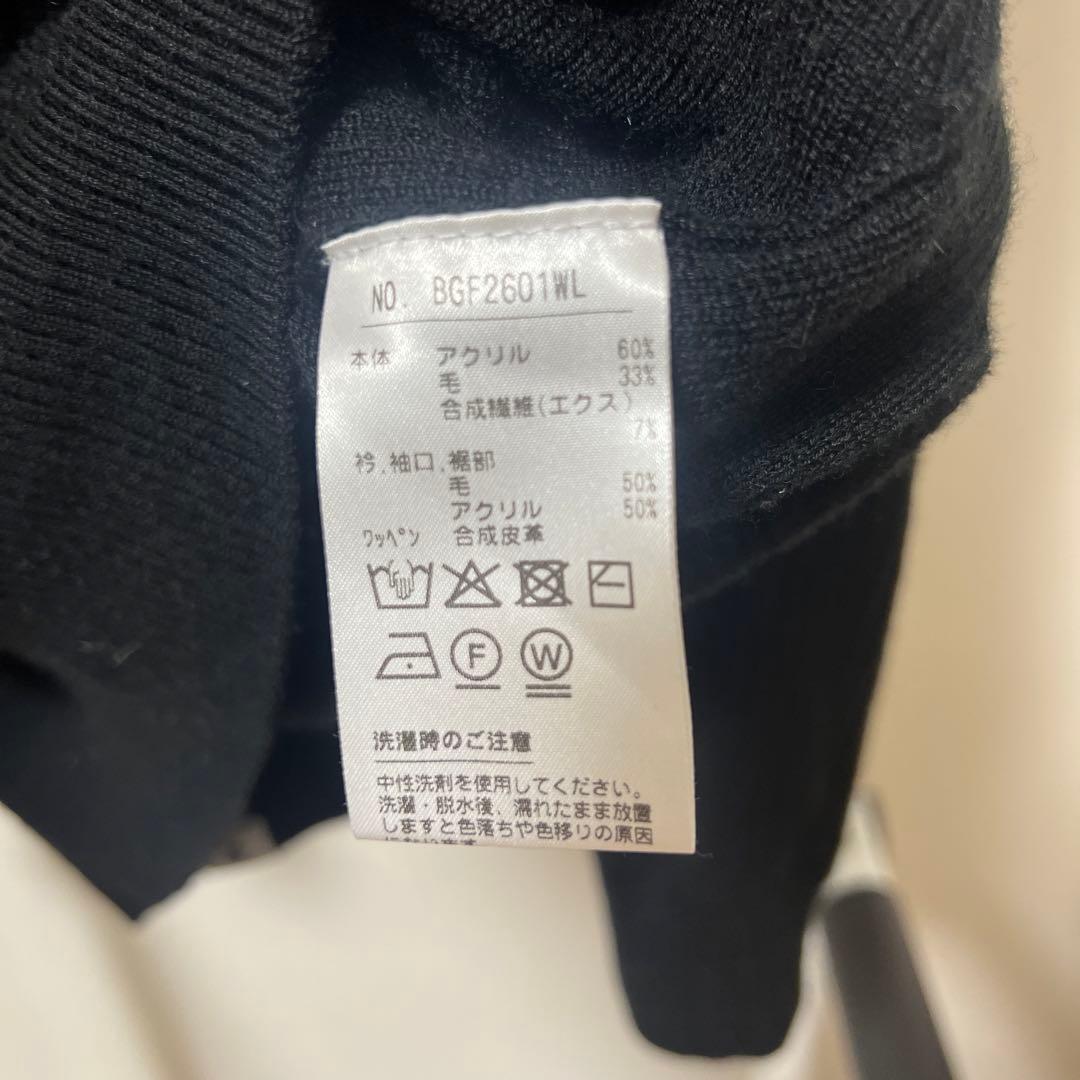 NO. BGF2601WL
本体 アクリル 60%
毛 33%
合成繊維(エクス)
7%
衿、袖口、裾部
毛 50%
アクリル 50%
ワッペン 合成皮革
F W
洗濯時のご注意
中性洗剤を使用してください。
洗濯・脱水後、濡れたまま放置
しますと色落ちや色移りの原因